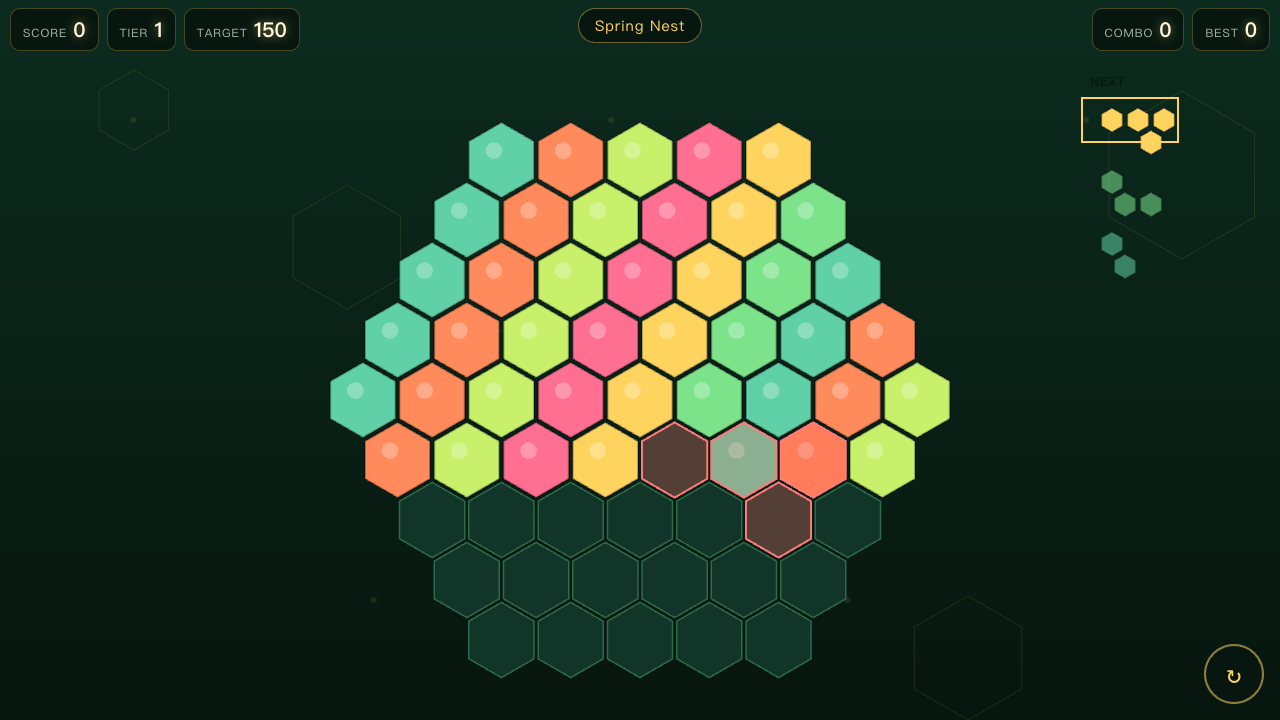 SCORE 0
TIER 1
TARGET 150
Spring Nest
COMBO 0
BEST 0
NEXT